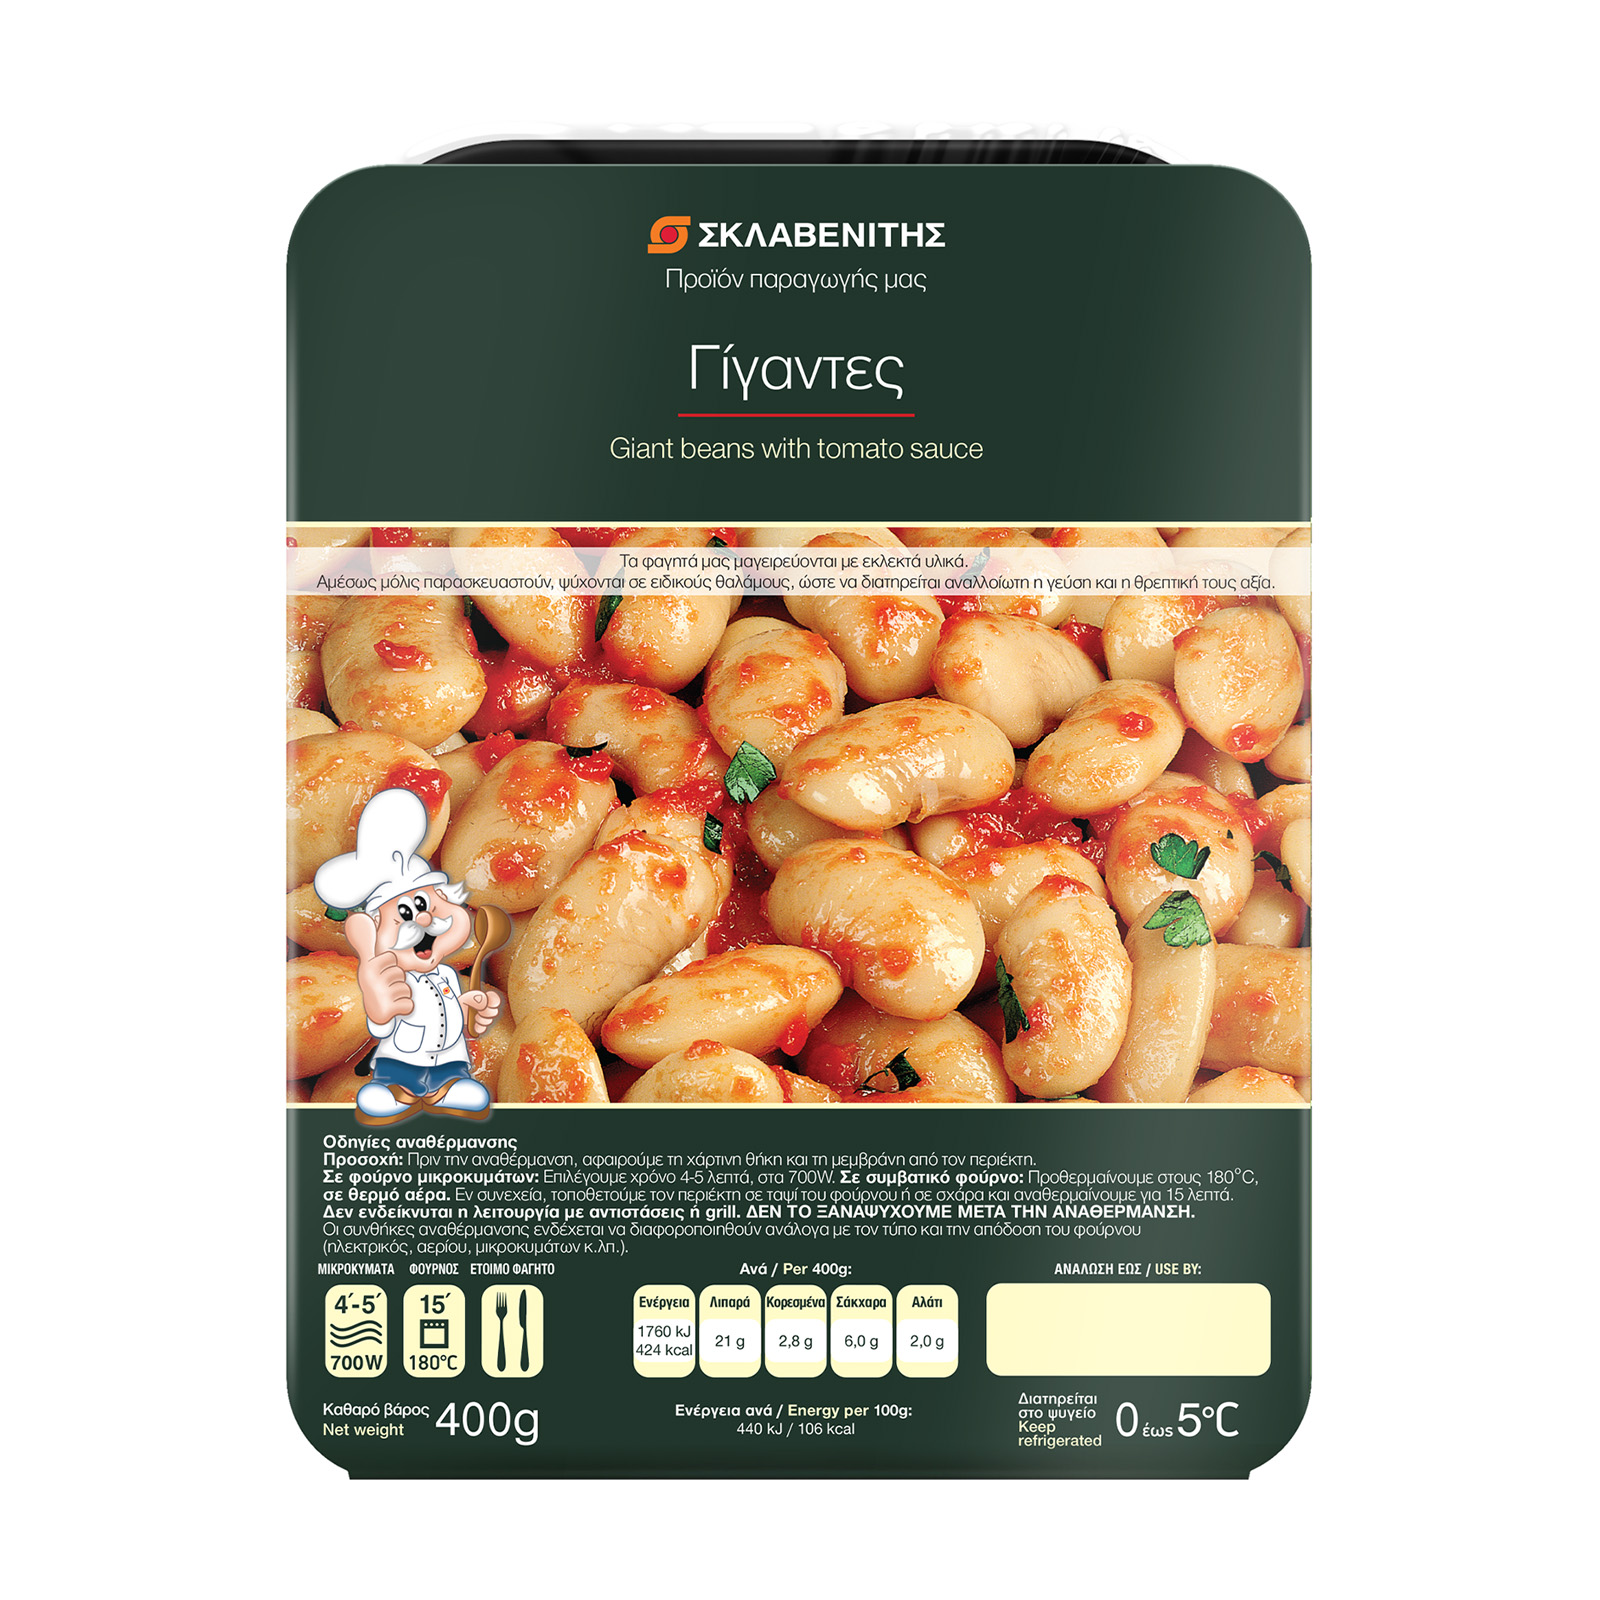 ΣΚΛΑΒΕΝΙΤΗΣ
Προϊόν παραγωγής μας
Γίγαντες
Giant beans with tomato sauce
Τα φαγητά μας μαγειρεύονται με εκλεκτά υλικά.
Αμέσως μόλις παρασκευαστούν, ψύχονται σε ειδικούς θαλάμους, ώστε να διατηρείται αναλλοίωτη η γεύση και η θρεπτική τους αξία.
Οδηγίες αναθέρμανσης
Προσοχή: Πριν την αναθέρμανση, αφαιρούμε τη χάρτινη θήκη και τη μεμβράνη από τον περιέκτη.
Σε φούρνο μικροκυμάτων: Επιλέγουμε χρόνο 4-5 λεπτά, στα 700W. Σε συμβατικό φούρνο: Προθερμαίνουμε στους 180°C,
σε θερμό αέρα. Εν συνεχεία, τοποθετούμε τον περιέκτη σε ταψί του φούρνου ή σε σχάρα και αναθερμαίνουμε για 15 λεπτά.
Δεν ενδείκνυται η λειτουργία με αντιστάσεις ή grill. ΔΕΝ ΤΟ ΞΑΝΑΨΥΧΟΥΜΕ ΜΕΤΑ ΤΗΝ ΑΝΑΘΕΡΜΑΝΣΗ.
Οι συνθήκες αναθέρμανσης ενδέχεται να διαφοροποιηθούν ανάλογα με τον τύπο και την απόδοση του φούρνου
(ηλεκτρικός, αερίου, μικροκυμάτων κ.λπ.).
ΜΙΚΡΟΚΥΜΑΤΑ ΦΟΥΡΝΟΣ ΕΤΟΙΜΟ ΦΑΓΗΤΟ
4΄-5΄ 15΄
700W 180°C
Ανά / Per 400g:
Ενέργεια Λιπαρά Κορεσμένα Σάκχαρα Αλάτι
1760 kJ
424 kcal 21 g 2,8 g 6,0 g 2,0 g
ΑΝΑΛΩΣΗ ΕΩΣ / USE BY:
Καθαρό βάρος
Net weight 400g
Ενέργεια ανά / Energy per 100g:
440 kJ / 106 kcal
Διατηρείται
στο ψυγείο
Keep
refrigerated
0 έως 5°C